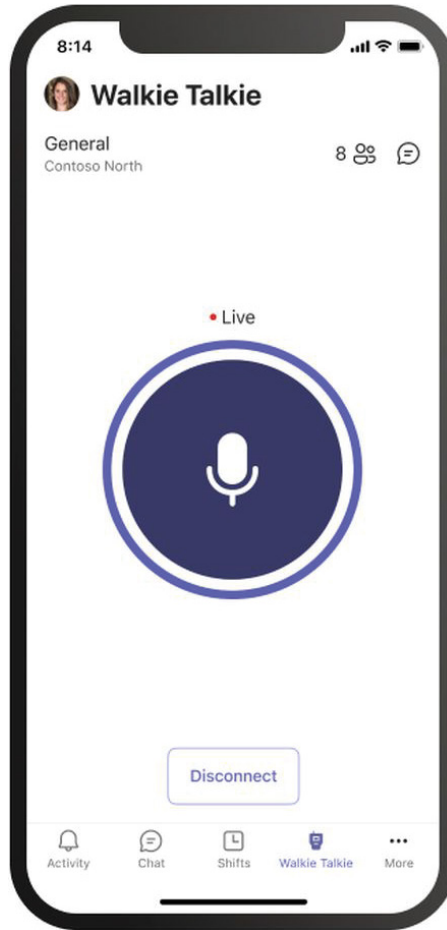 8:14
Walkie Talkie
General
8
Contoso North
Live
Disconnect
Activity Chat Shifts Walkie Talkie More